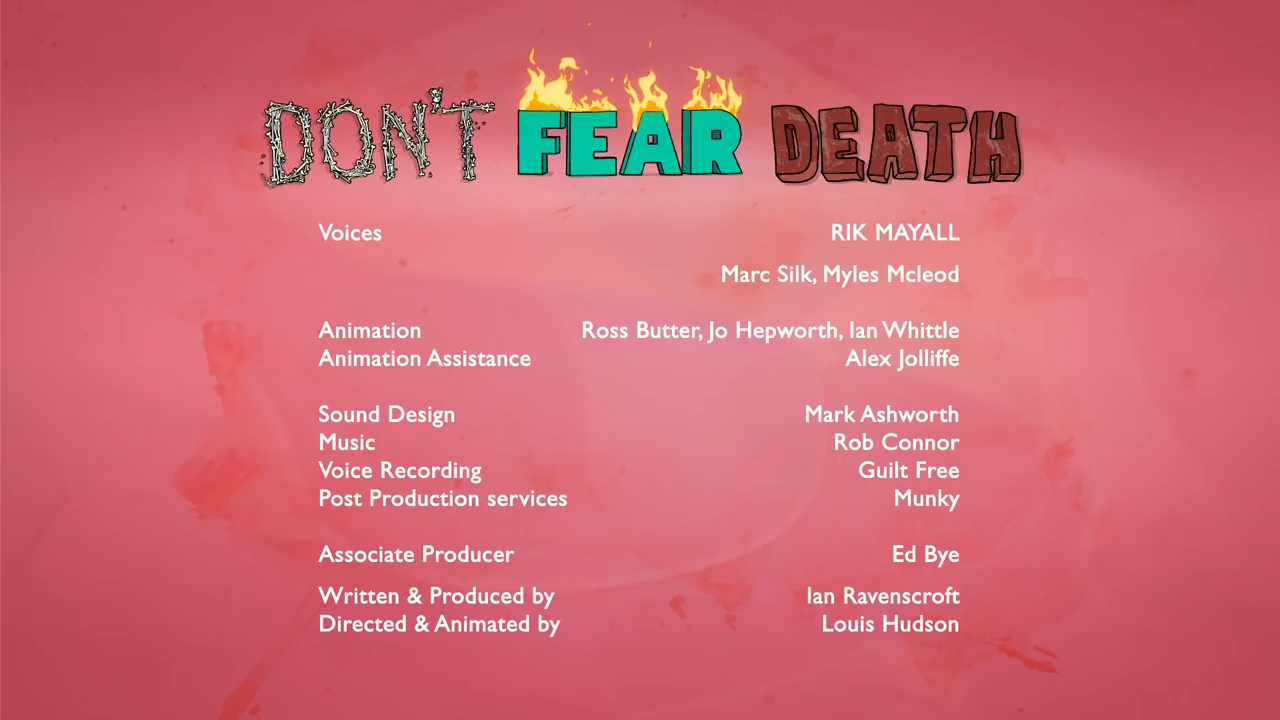 DON'T FEAR DEATH
Voices RIK MAYALL
Marc Silk, Myles Mcleod
Animation Ross Butter, Jo Hepworth, Ian Whittle
Animation Assistance Alex Jolliffe
Sound Design Mark Ashworth
Music Rob Connor
Voice Recording Guilt Free
Post Production services Munky
Associate Producer Ed Bye
Written & Produced by Ian Ravenscroft
Directed & Animated by Louis Hudson